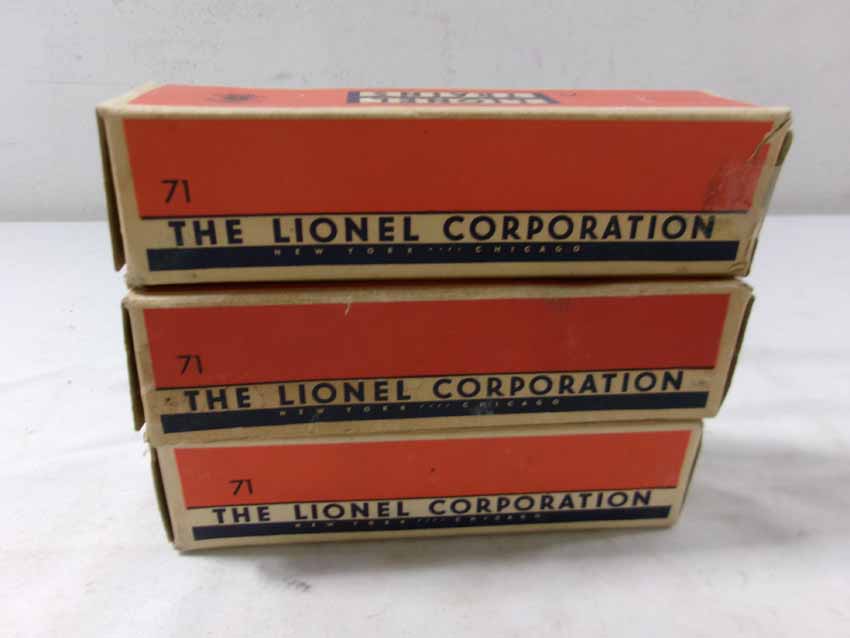 71
THE LIONEL CORPORATION
NEW YORK •••• CHICAGO
71
THE LIONEL CORPORATION
NEW YORK •••• CHICAGO
71
THE LIONEL CORPORATION
NEW YORK •••• CHICAGO